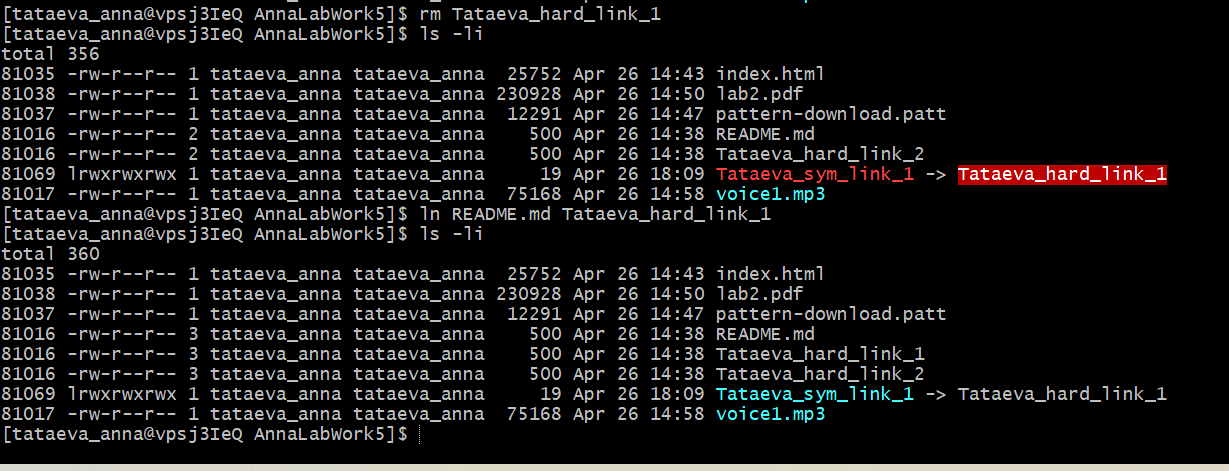 [tataeva_anna@vpsj3IeQ AnnaLabWork5]$ rm Tataeva_hard_link_1
[tataeva_anna@vpsj3IeQ AnnaLabWork5]$ ls -li
total 356
81035 -rw-r--r-- 1 tataeva_anna tataeva_anna  25752 Apr 26 14:43 index.html
81038 -rw-r--r-- 1 tataeva_anna tataeva_anna 230928 Apr 26 14:50 lab2.pdf
81037 -rw-r--r-- 1 tataeva_anna tataeva_anna  12291 Apr 26 14:47 pattern-download.patt
81016 -rw-r--r-- 2 tataeva_anna tataeva_anna    500 Apr 26 14:38 README.md
81016 -rw-r--r-- 2 tataeva_anna tataeva_anna    500 Apr 26 14:38 Tataeva_hard_link_2
81069 lrwxrwxrwx 1 tataeva_anna tataeva_anna     19 Apr 26 18:09 Tataeva_sym_link_1 -> Tataeva_hard_link_1
81017 -rw-r--r-- 1 tataeva_anna tataeva_anna  75168 Apr 26 14:58 voice1.mp3
[tataeva_anna@vpsj3IeQ AnnaLabWork5]$ ln README.md Tataeva_hard_link_1
[tataeva_anna@vpsj3IeQ AnnaLabWork5]$ ls -li
total 360
81035 -rw-r--r-- 1 tataeva_anna tataeva_anna  25752 Apr 26 14:43 index.html
81038 -rw-r--r-- 1 tataeva_anna tataeva_anna 230928 Apr 26 14:50 lab2.pdf
81037 -rw-r--r-- 1 tataeva_anna tataeva_anna  12291 Apr 26 14:47 pattern-download.patt
81016 -rw-r--r-- 3 tataeva_anna tataeva_anna    500 Apr 26 14:38 README.md
81016 -rw-r--r-- 3 tataeva_anna tataeva_anna    500 Apr 26 14:38 Tataeva_hard_link_1
81016 -rw-r--r-- 3 tataeva_anna tataeva_anna    500 Apr 26 14:38 Tataeva_hard_link_2
81069 lrwxrwxrwx 1 tataeva_anna tataeva_anna     19 Apr 26 18:09 Tataeva_sym_link_1 -> Tataeva_hard_link_1
81017 -rw-r--r-- 1 tataeva_anna tataeva_anna  75168 Apr 26 14:58 voice1.mp3
[tataeva_anna@vpsj3IeQ AnnaLabWork5]$